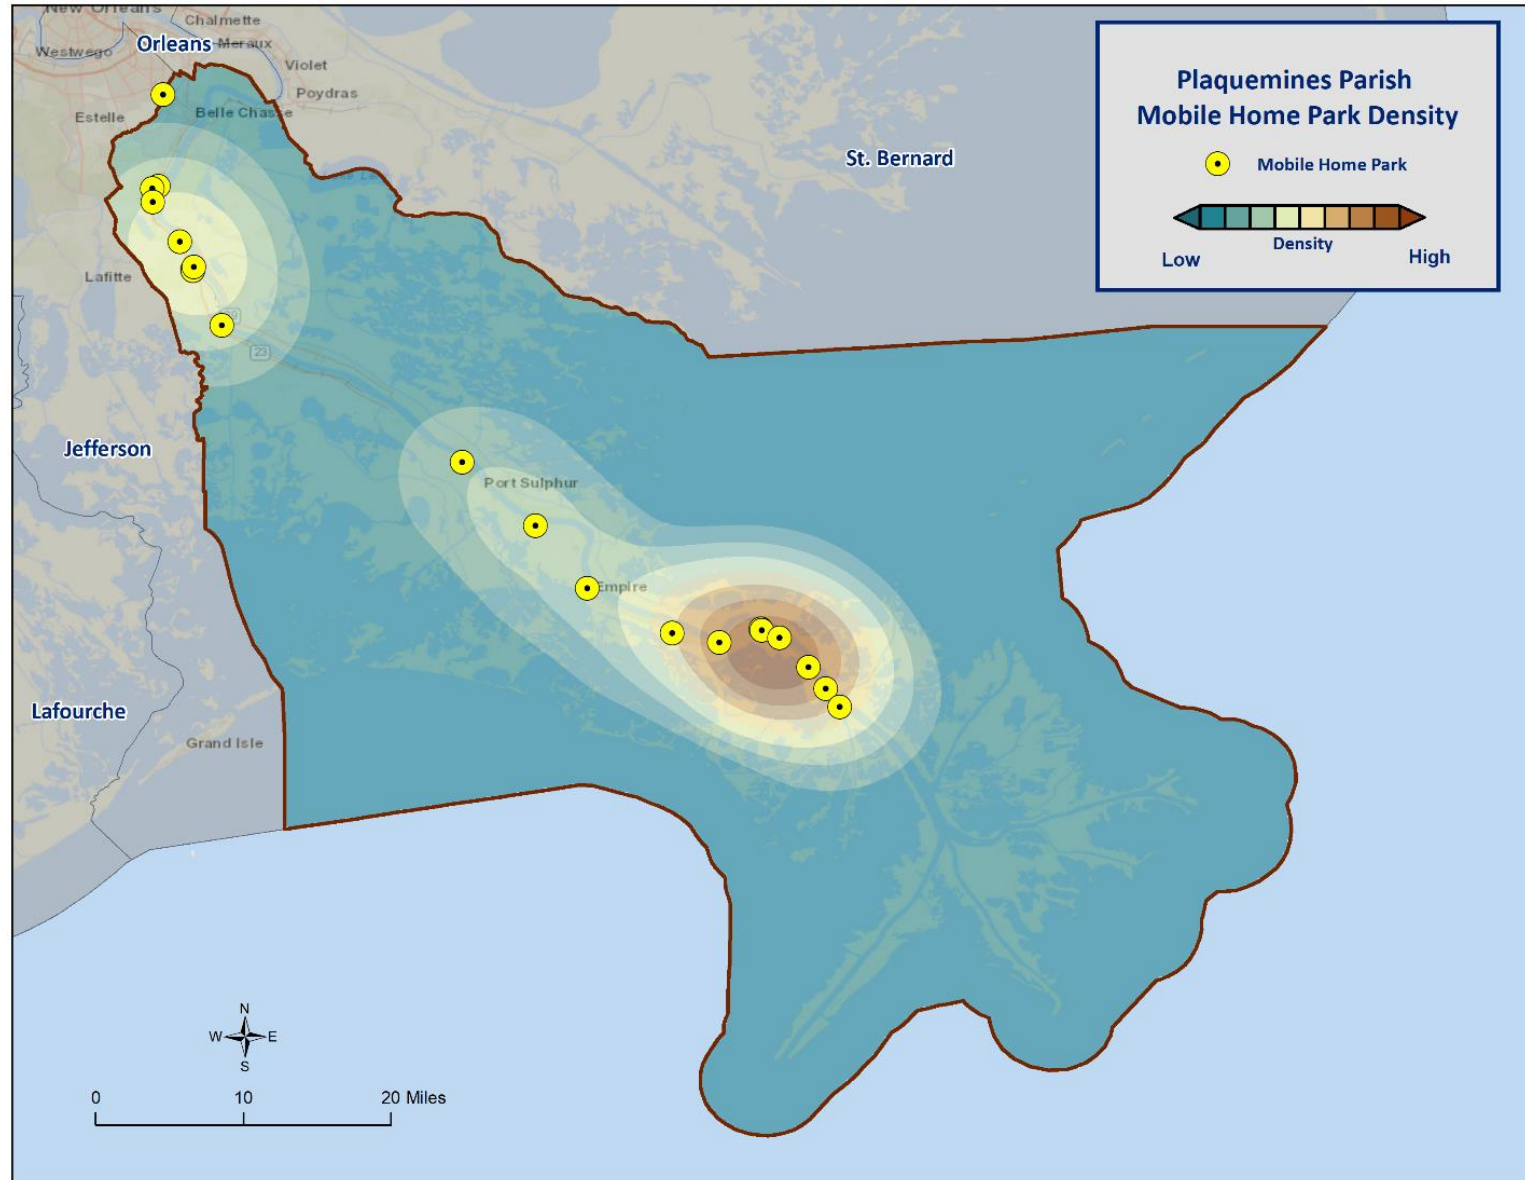 New Orleans
Chalmette
Orleans
Meraux
Westwego
Violet
Poydras
Estelle
Belle Chasse
Plaquemines Parish
Mobile Home Park Density
Mobile Home Park
Density
Low
High
St. Bernard
Lafitte
23
Jefferson
Port Sulphur
Empire
Lafourche
Grand Isle
N
W
E
S
0
10
20 Miles